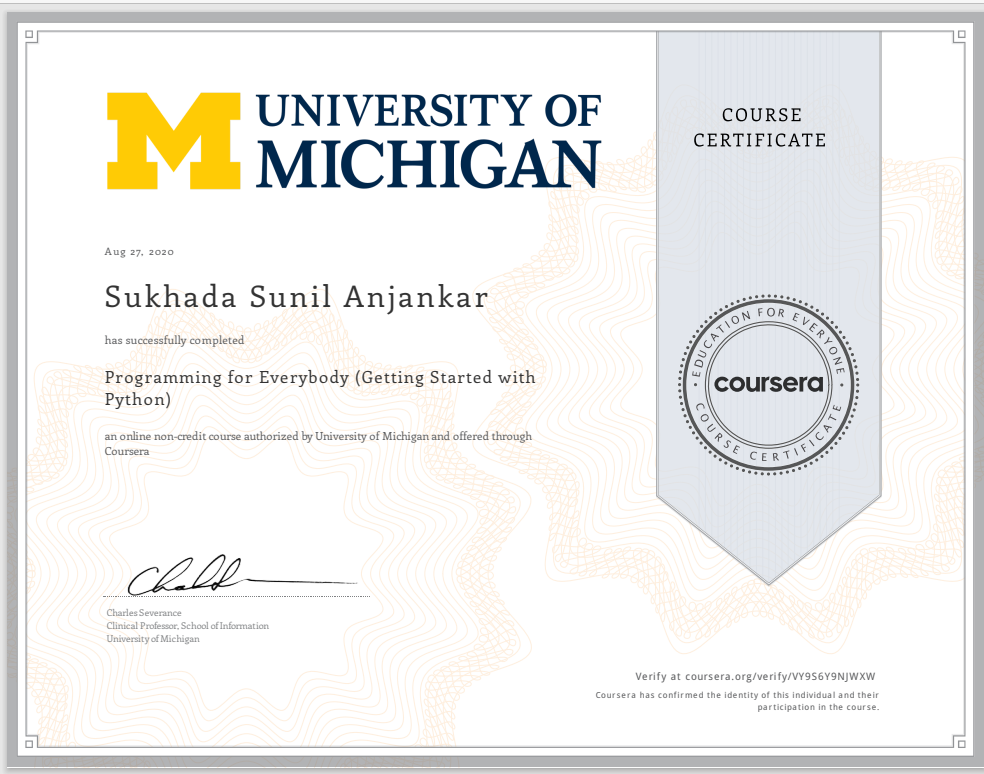 M
UNIVERSITY OF
MICHIGAN
COURSE
CERTIFICATE
Aug 27, 2020
Sukhada Sunil Anjankar
has successfully completed
Programming for Everybody (Getting Started with
Python)
an online non-credit course authorized by University of Michigan and offered through
Coursera
EDUCATION FOR EVERYONE
coursera
COURSE CERTIFICATE
Charles Severance
Clinical Professor, School of Information
University of Michigan
Verify at coursera.org/verify/VY9S6Y9NJWXW
Coursera has confirmed the identity of this individual and their
participation in the course.